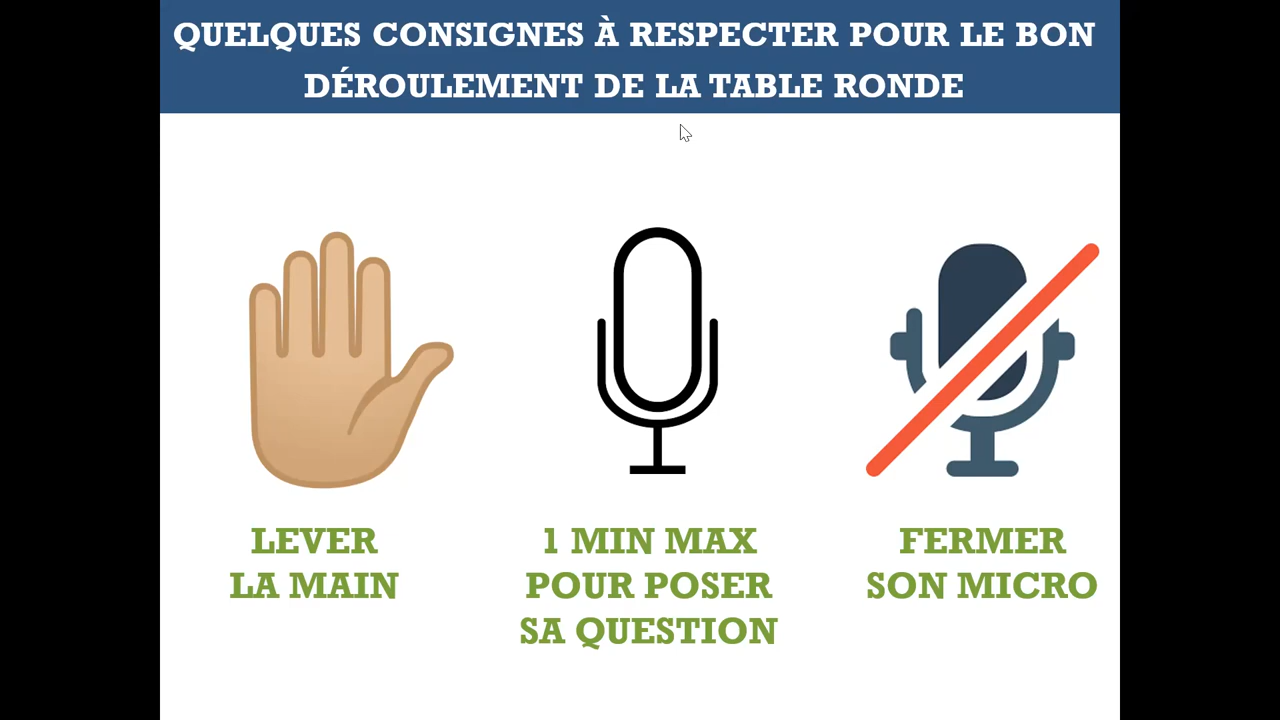 QUELQUES CONSIGNES À RESPECTER POUR LE BON
DÉROULEMENT DE LA TABLE RONDE
LEVER
LA MAIN
1 MIN MAX
POUR POSER
SA QUESTION
FERMER
SON MICRO